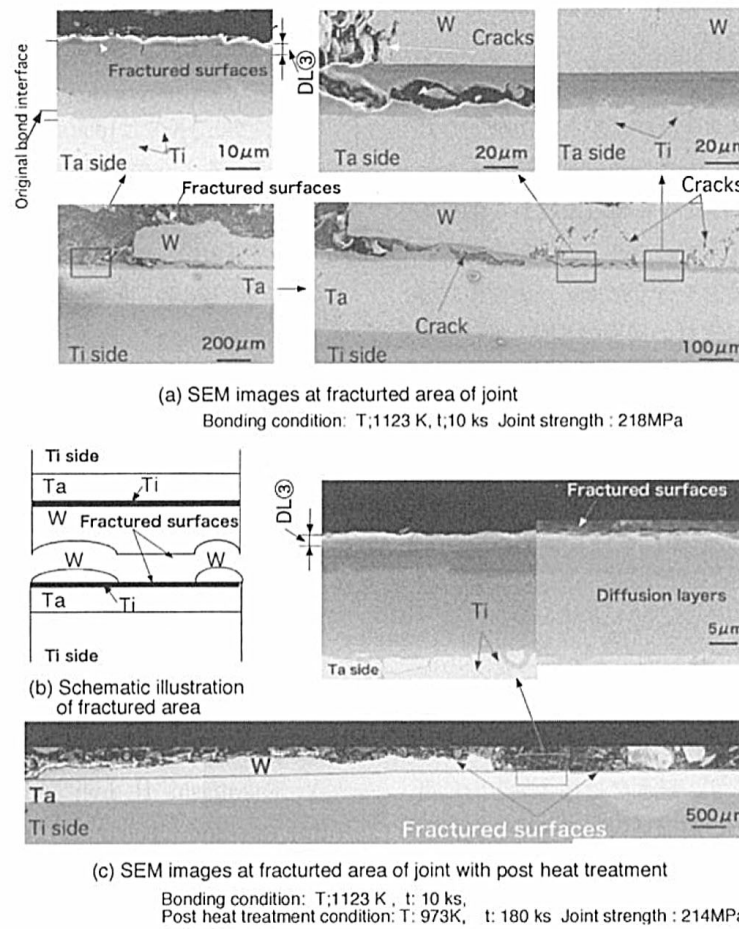 Original bond interface
Fractured surfaces
DL③
Ta side
Ti
10μm
W
Cracks
Ta side
20μm
W
Ta side
Ti
20μm
Fractured surfaces
W
Ta
Ti side
200μm
W
Cracks
Ta
Crack
Ti side
100μm
(a) SEM images at fracturted area of joint
Bonding condition: T;1123 K, t;10 ks Joint strength : 218MPa
Ti side
Ta
Ti
W
Fractured surfaces
W
W
Ta
Ti
Ti side
(b) Schematic illustration
of fractured area
DL③
Fractured surfaces
Diffusion layers
Ti
Ta side
5μm
W
Ta
Ti side
Fractured surfaces
500μm
(c) SEM images at fracturted area of joint with post heat treatment
Bonding condition: T;1123 K , t: 10 ks,
Post heat treatment condition: T: 973K, t: 180 ks Joint strength : 214MPa